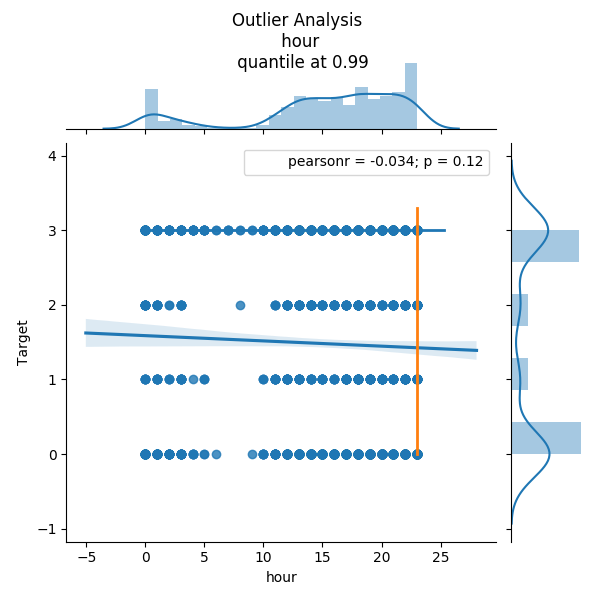 Outlier Analysis
hour
quantile at 0.99
pearsonr = -0.034; p = 0.12
4
3
2
1
0
−1
Target
−5
0
5
10
15
20
25
hour